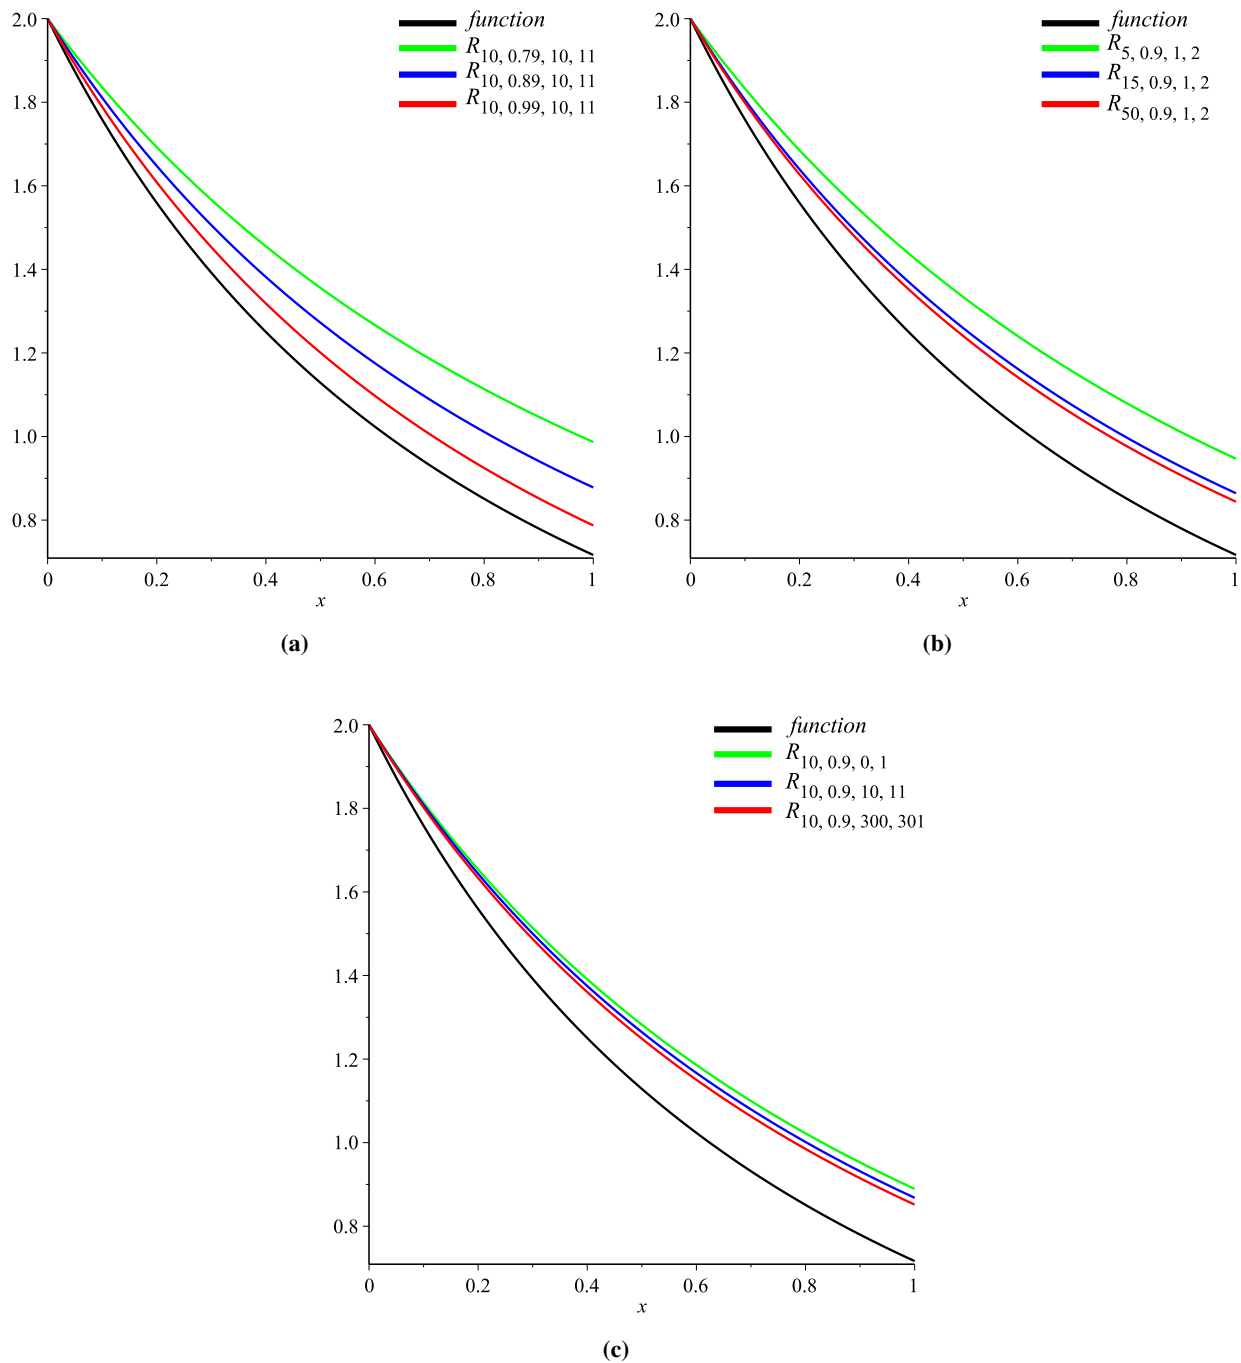 2.0
1.8
1.6
1.4
1.2
1.0
0.8
0 0.2 0.4 0.6 0.8 1
x
function
R10, 0.79, 10, 11
R10, 0.89, 10, 11
R10, 0.99, 10, 11
(a)
2.0
1.8
1.6
1.4
1.2
1.0
0.8
0 0.2 0.4 0.6 0.8 1
x
function
R5, 0.9, 1, 2
R15, 0.9, 1, 2
R50, 0.9, 1, 2
(b)
2.0
1.8
1.6
1.4
1.2
1.0
0.8
0 0.2 0.4 0.6 0.8 1
x
function
R10, 0.9, 0, 1
R10, 0.9, 10, 11
R10, 0.9, 300, 301
(c)